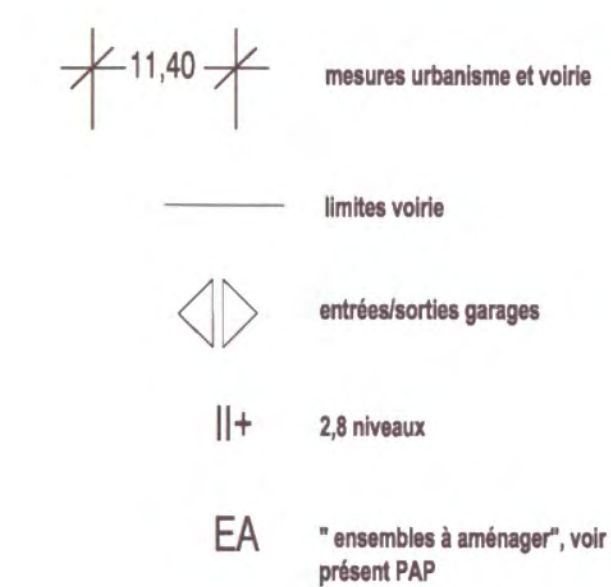 11,40 mesures urbanisme et voirie
limites voirie
entrées/sorties garages
II+ 2,8 niveaux
EA " ensembles à aménager", voir
présent PAP